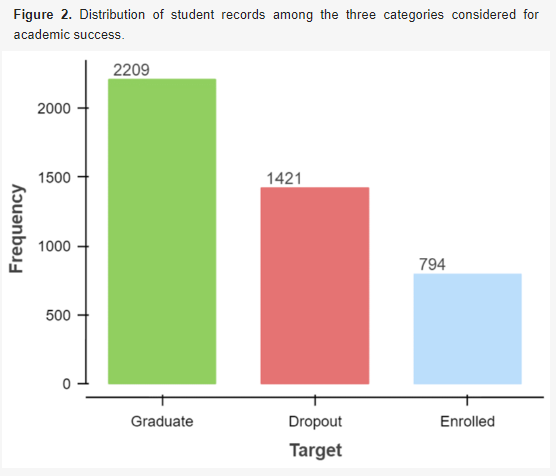 Figure 2. Distribution of student records among the three categories considered for
academic success.
2209
2000
1500
1421
1000
794
500
0
Frequency
Graduate
Dropout
Enrolled
Target